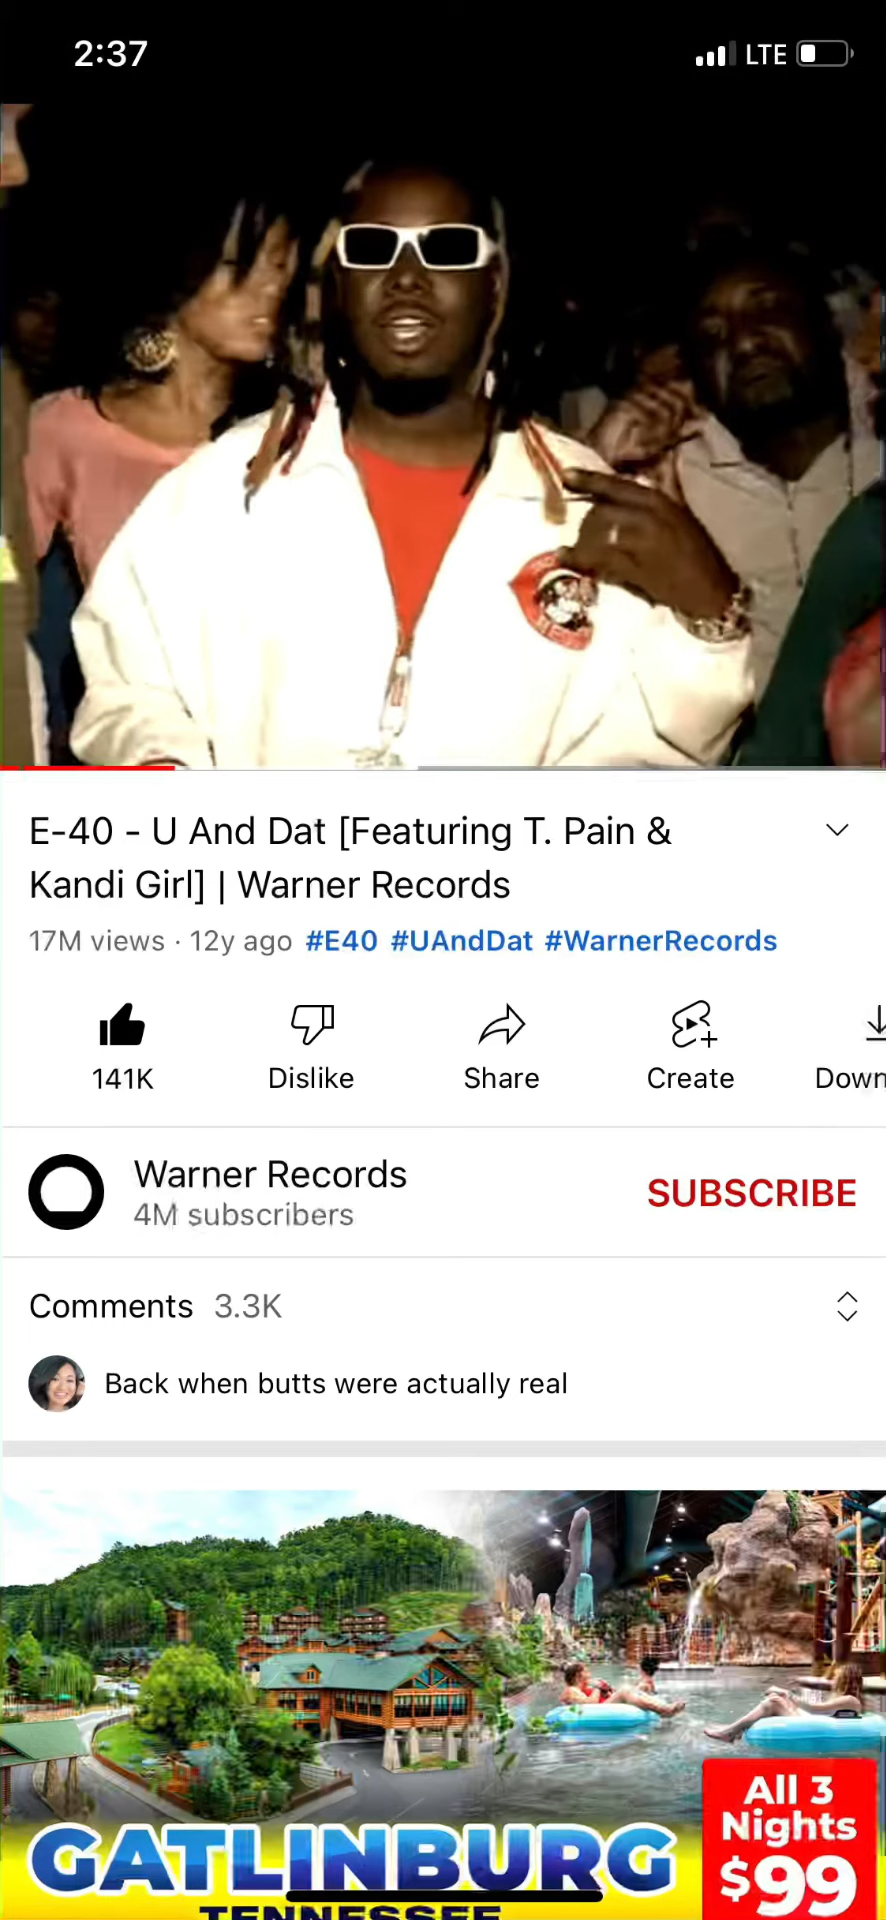 2:37 LTE
E-40 - U And Dat [Featuring T. Pain &
Kandi Girl] | Warner Records
17M views · 12y ago #E40 #UAndDat #WarnerRecords
141K Dislike Share Create Down
Warner Records
4M subscribers
SUBSCRIBE
Comments 3.3K
Back when butts were actually real
All 3
Nights
$99
GATLINBURG
TENNESSEE